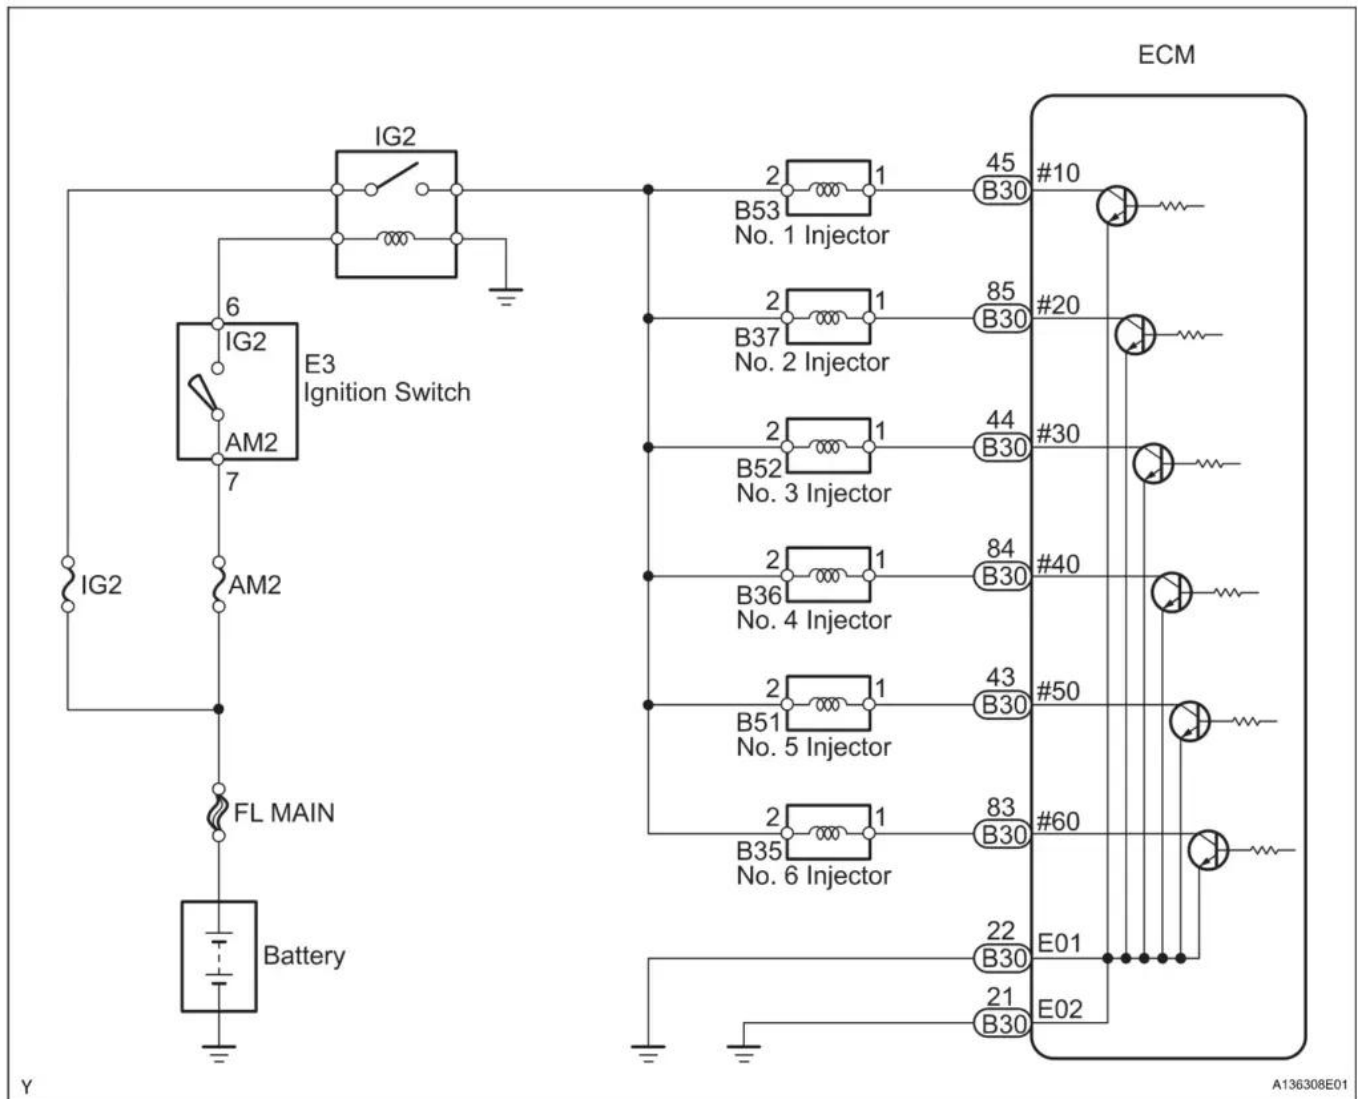 ECM
IG2
2
1
45
#10
B30
B53
No. 1 Injector
2
1
85
#20
B30
B37
No. 2 Injector
6
IG2
E3
Ignition Switch
AM2
7
2
1
44
#30
B30
B52
No. 3 Injector
IG2
AM2
2
1
84
#40
B30
B36
No. 4 Injector
2
1
43
#50
B30
B51
No. 5 Injector
FL MAIN
2
1
83
#60
B30
B35
No. 6 Injector
Battery
22
E01
B30
21
E02
B30
Y
A136308E01